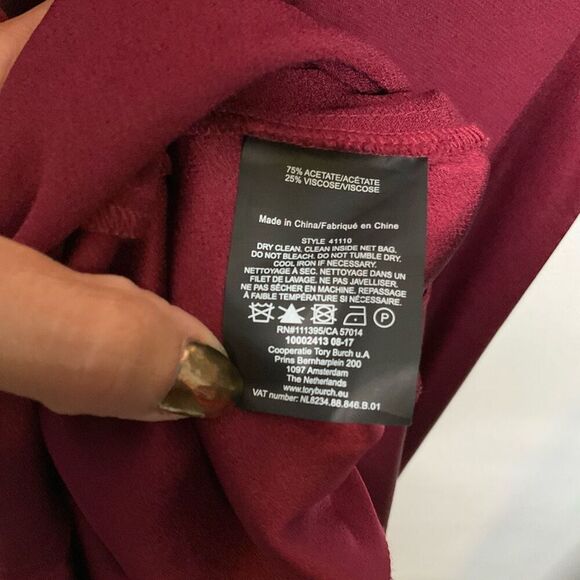 75% ACETATE/ACÉTATE
25% VISCOSE/VISCOSE
Made in China/Fabriqué en Chine
STYLE 41110
DRY CLEAN. CLEAN INSIDE NET BAG.
DO NOT BLEACH. DO NOT TUMBLE DRY.
COOL IRON IF NECESSARY.
NETTOYAGE À SEC. NETTOYAGE DANS UN
FILET DE LAVAGE. NE PAS JAVELLISER,
NE PAS SÉCHER EN MACHINE. REPASSAGE
À FAIBLE TEMPÉRATURE SI NÉCESSAIRE.
P
RN#111395/CA 57014
10002413 08-17
Cooperatie Tory Burch u.A
Prins Bernharplein 200
1097 Amsterdam
The Netherlands
www.toryburch.com
VAT number: NL8234.88.846.B.01